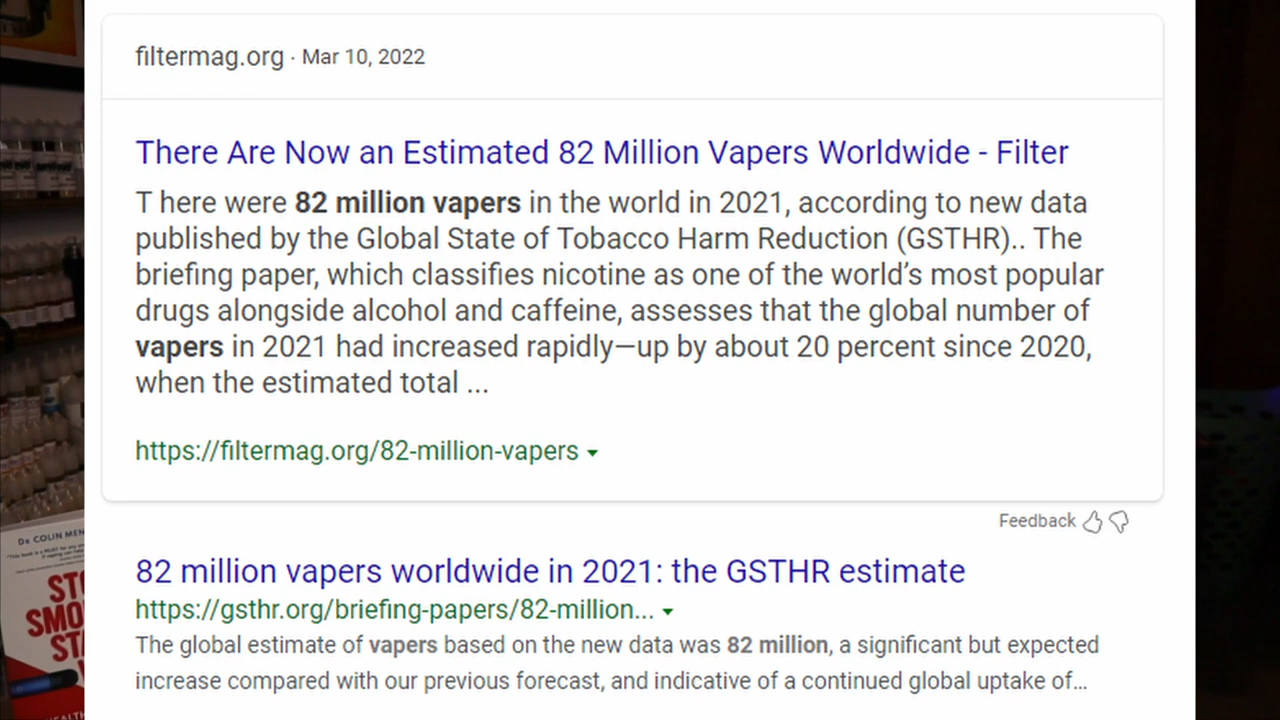 filtermag.org · Mar 10, 2022
There Are Now an Estimated 82 Million Vapers Worldwide - Filter
T here were 82 million vapers in the world in 2021, according to new data
published by the Global State of Tobacco Harm Reduction (GSTHR).. The
briefing paper, which classifies nicotine as one of the world’s most popular
drugs alongside alcohol and caffeine, assesses that the global number of
vapers in 2021 had increased rapidly—up by about 20 percent since 2020,
when the estimated total ...
https://filtermag.org/82-million-vapers
Feedback
82 million vapers worldwide in 2021: the GSTHR estimate
https://gsthr.org/briefing-papers/82-million...
The global estimate of vapers based on the new data was 82 million, a significant but expected
increase compared with our previous forecast, and indicative of a continued global uptake of...
Dr COLIN MEN
STO
SMO
STA